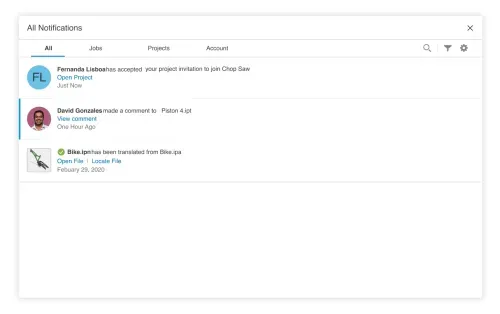 All Notifications
All Jobs Projects Account
FL
Fernanda Lisboa has accepted your project invitation to join Chop Saw
Open Project
Just Now
David Gonzales made a comment to Piston 4.ipt
View comment
One Hour Ago
Bike.ipn has been translated from Bike.ipa
Open File | Locate File
Febuary 29, 2020